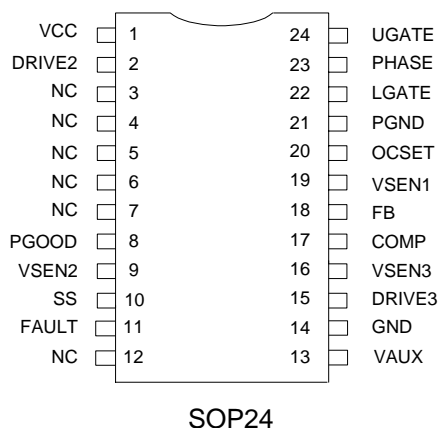 VCC 1 24 UGATE
DRIVE2 2 23 PHASE
NC 3 22 LGATE
NC 4 21 PGND
NC 5 20 OCSET
NC 6 19 VSEN1
NC 7 18 FB
PGOOD 8 17 COMP
VSEN2 9 16 VSEN3
SS 10 15 DRIVE3
FAULT 11 14 GND
NC 12 13 VAUX
SOP24